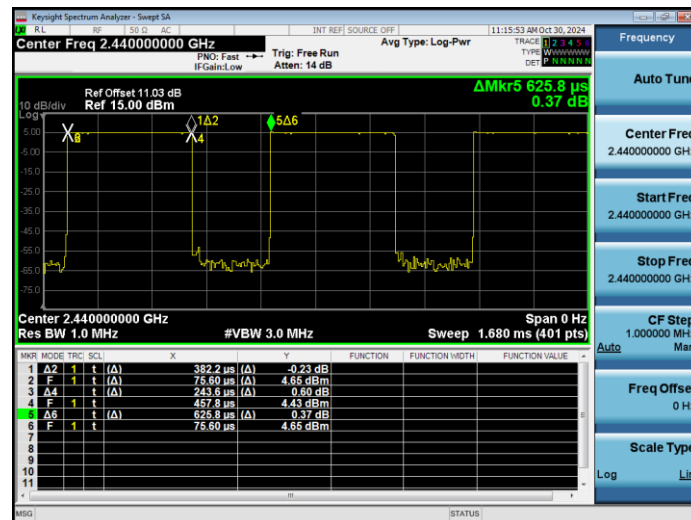 Keysight Spectrum Analyzer - Swept SA
RL RF 50 Ω AC INT REF SOURCE OFF 11:15:53 AM Oct 30, 2024
Center Freq 2.440000000 GHz
PNO: Fast
IFGain:Low
Trig: Free Run
Atten: 14 dB
Avg Type: Log-Pwr
TRACE 1 2 3 4 5 6
TYPE WWWWWW
DET P NNNNN
Ref Offset 11.03 dB
10 dB/div Ref 15.00 dBm
Log
ΔMkr5 625.8 µs
0.37 dB
1Δ2
4
5Δ6
5.00
-5.00
-15.0
-25.0
-35.0
-45.0
-55.0
-65.0
-75.0
Center 2.440000000 GHz Span 0 Hz
Res BW 1.0 MHz #VBW 3.0 MHz Sweep 1.680 ms (401 pts)
MKR MODE TRC SCL X Y FUNCTION FUNCTION WIDTH FUNCTION VALUE
1 Δ2 1 t (Δ) 382.2 µs (Δ) -0.23 dB
2 F 1 t 75.60 µs 4.65 dBm
3 Δ4 t (Δ) 243.6 µs (Δ) 0.60 dB
4 F 1 t 457.8 µs 4.43 dBm
5 Δ6 t (Δ) 625.8 µs (Δ) 0.37 dB
6 F 1 t 75.60 µs 4.65 dBm
7
8
9
10
11
MSG STATUS
Frequency
Auto Tune
Center Freq
2.440000000 GHz
Start Freq
2.440000000 GHz
Stop Freq
2.440000000 GHz
CF Step
1.000000 MHz
Auto Man
Freq Offset
0 Hz
Scale Type
Log Lin